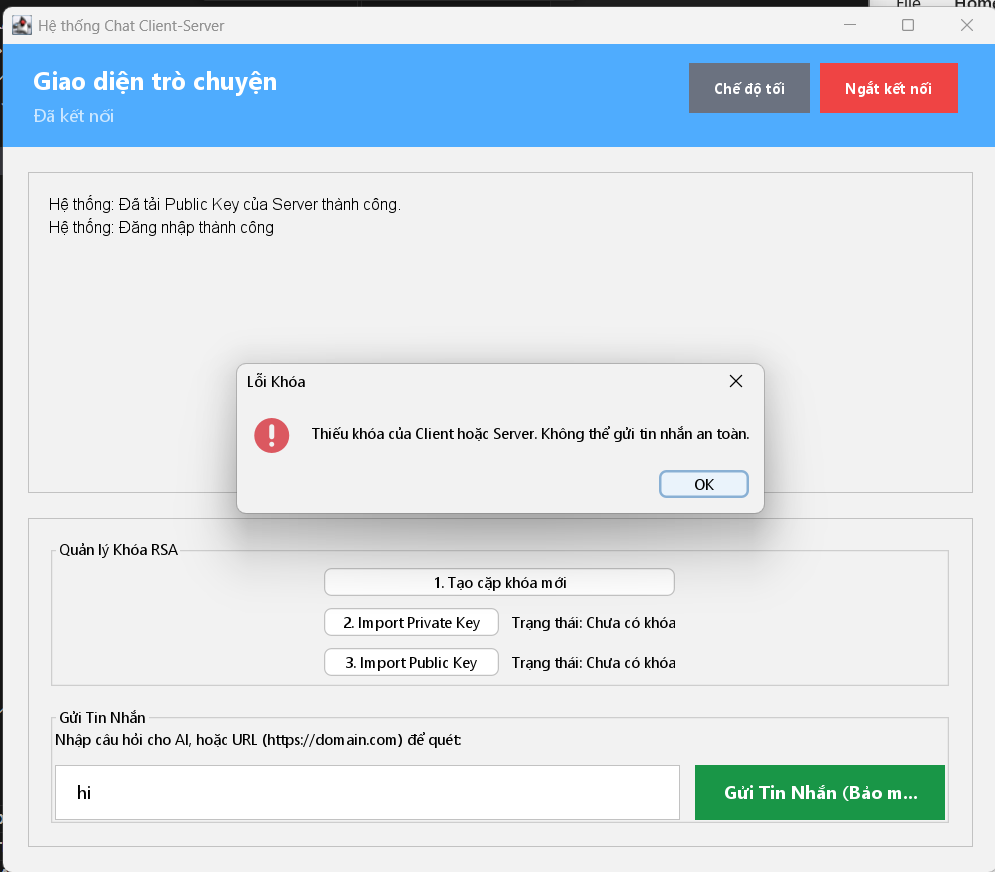 File
Home
Hệ thống Chat Client-Server
Giao diện trò chuyện
Đã kết nối
Chế độ tối
Ngắt kết nối
Hệ thống: Đã tải Public Key của Server thành công.
Hệ thống: Đăng nhập thành công
Lỗi Khóa
Thiếu khóa của Client hoặc Server. Không thể gửi tin nhắn an toàn.
OK
Quản lý Khóa RSA
1. Tạo cặp khóa mới
2. Import Private Key
Trạng thái: Chưa có khóa
3. Import Public Key
Trạng thái: Chưa có khóa
Gửi Tin Nhắn
Nhập câu hỏi cho AI, hoặc URL (https://domain.com) để quét:
hi
Gửi Tin Nhắn (Bảo m...